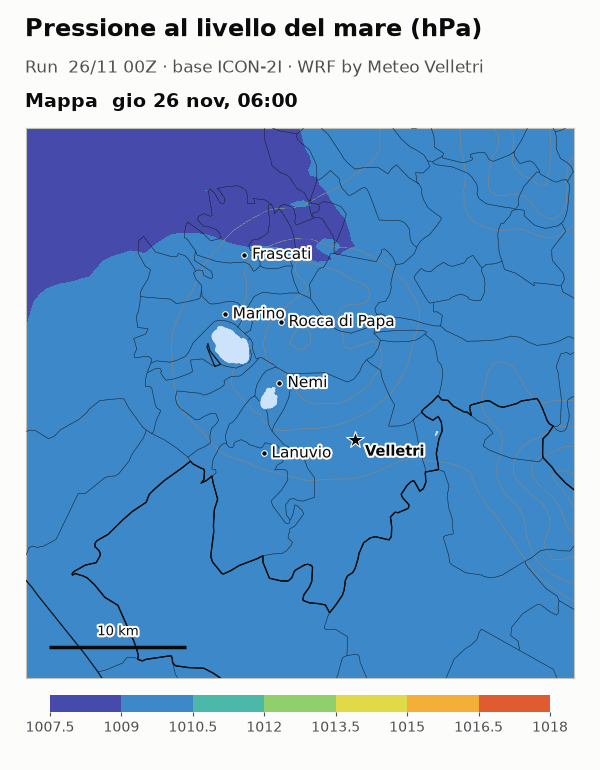 Pressione al livello del mare (hPa)
Run 26/11 00Z · base ICON-2I · WRF by Meteo Velletri
Mappa gio 26 nov, 06:00
Frascati
Marino
Rocca di Papa
Nemi
Velletri
Lanuvio
10 km
1007.5 1009 1010.5 1012 1013.5 1015 1016.5 1018